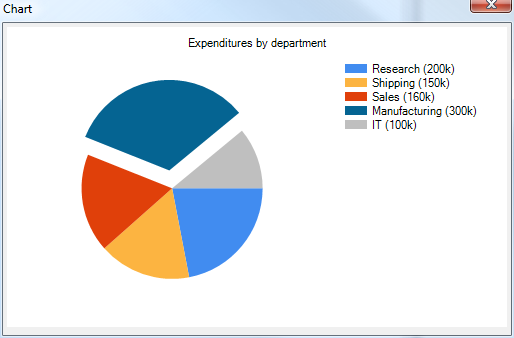 Chart
Expenditures by department
Research (200k)
Shipping (150k)
Sales (160k)
Manufacturing (300k)
IT (100k)